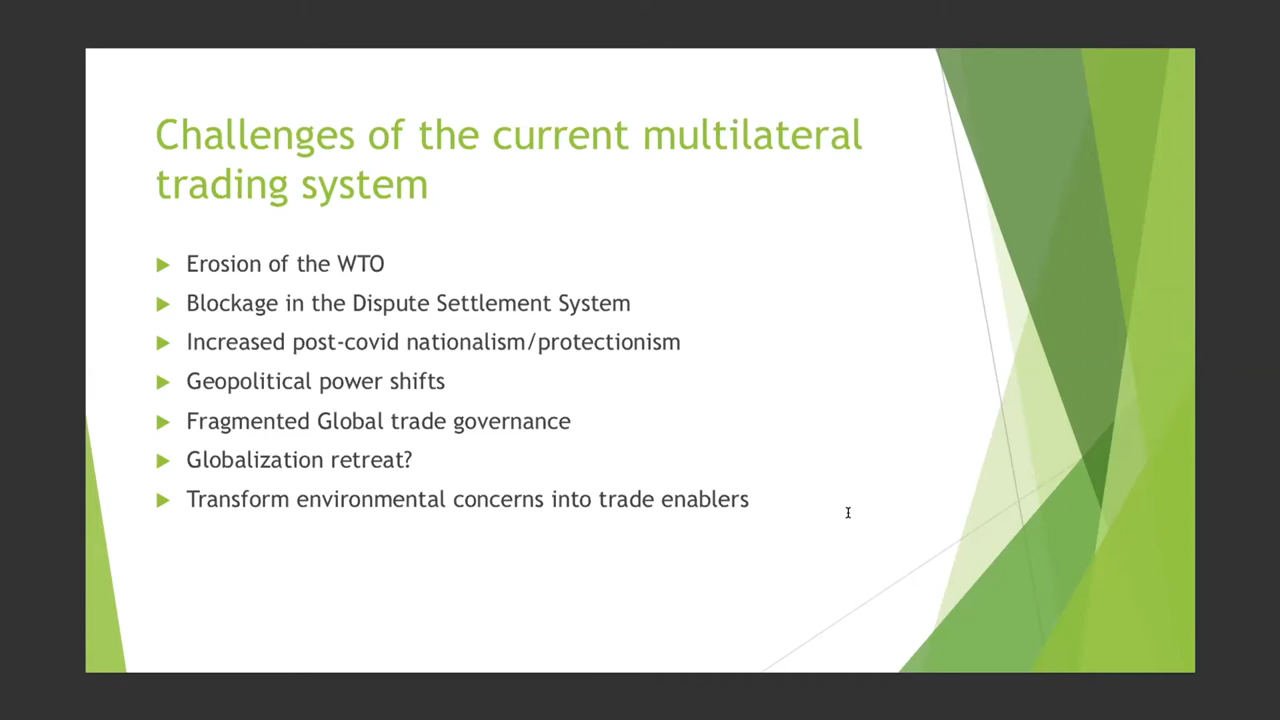 Challenges of the current multilateral
trading system
Erosion of the WTO
Blockage in the Dispute Settlement System
Increased post-covid nationalism/protectionism
Geopolitical power shifts
Fragmented Global trade governance
Globalization retreat?
Transform environmental concerns into trade enablers